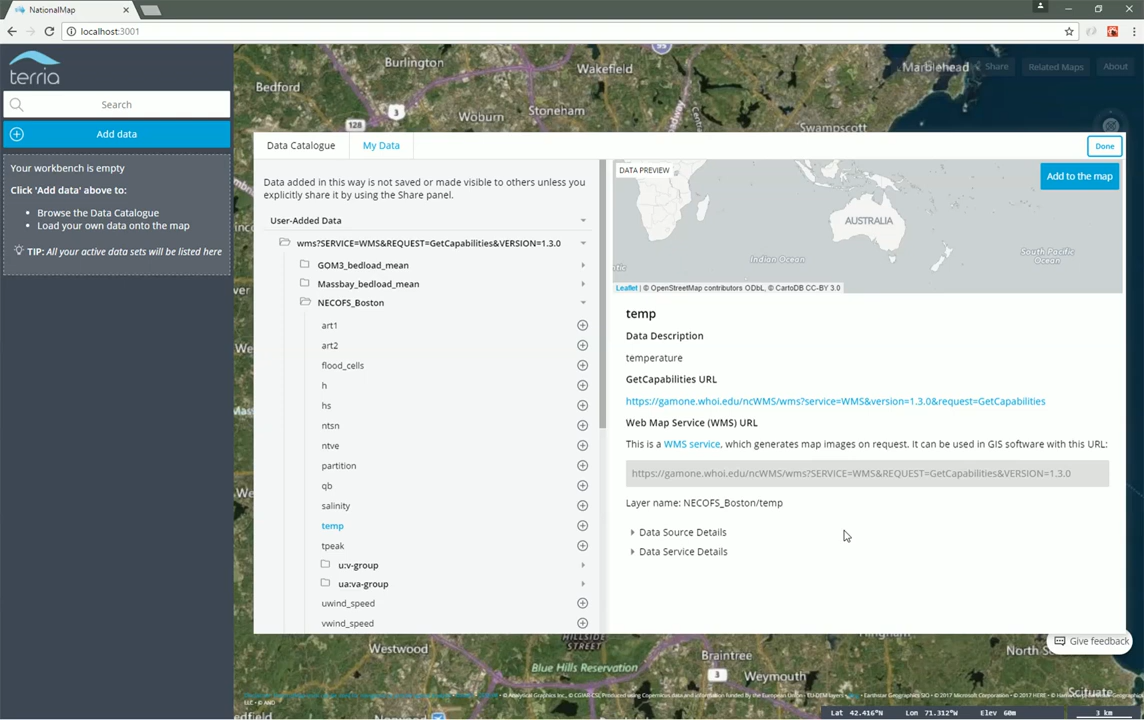 NationalMap
localhost:3001
terria
Search
Add data
Your workbench is empty
Click 'Add data' above to:
Browse the Data Catalogue
Load your own data onto the map
TIP: All your active data sets will be listed here
Burlington
Wakefield
Bedford
Woburn
Stoneham
Swampscott
Marblehead
128
3
Share
Related Maps
About
Data Catalogue
My Data
Done
Data added in this way is not saved or made visible to others unless you
explicitly share it by using the Share panel.
User-Added Data
wms?SERVICE=WMS&REQUEST=GetCapabilities&VERSION=1.3.0
GOM3_bedload_mean
Massbay_bedload_mean
NECOFS_Boston
art1
art2
flood_cells
h
hs
ntsn
ntve
partition
qb
salinity
temp
tpeak
u:v-group
ua:va-group
uwind_speed
vwind_speed
DATA PREVIEW
Add to the map
AUSTRALIA
Indian Ocean
South Pacific
Ocean
Leaflet | © OpenStreetMap contributors ODbL, © CartoDB CC-BY 3.0
temp
Data Description
temperature
GetCapabilities URL
https://gamone.whoi.edu/ncWMS/wms?service=WMS&version=1.3.0&request=GetCapabilities
Web Map Service (WMS) URL
This is a WMS service, which generates map images on request. It can be used in GIS software with this URL:
https://gamone.whoi.edu/ncWMS/wms?SERVICE=WMS&REQUEST=GetCapabilities&VERSION=1.3.0
Layer name: NECOFS_Boston/temp
Data Source Details
Data Service Details
Give feedback
HILLSIDE
STREET
Westwood
Blue Hills Reservation
Braintree
3
Weymouth
Scituate
Lat 42.416°N Lon 71.312°W Elev 60m
3 km